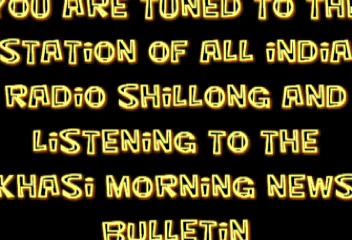 YOU ARE TUNED TO THE
STATiON OF ALL iNDIA
RADiO SHiLLONG AND
LiSTENiNG TO THE
KHASi MORNiNG NEWS
BULLETiN